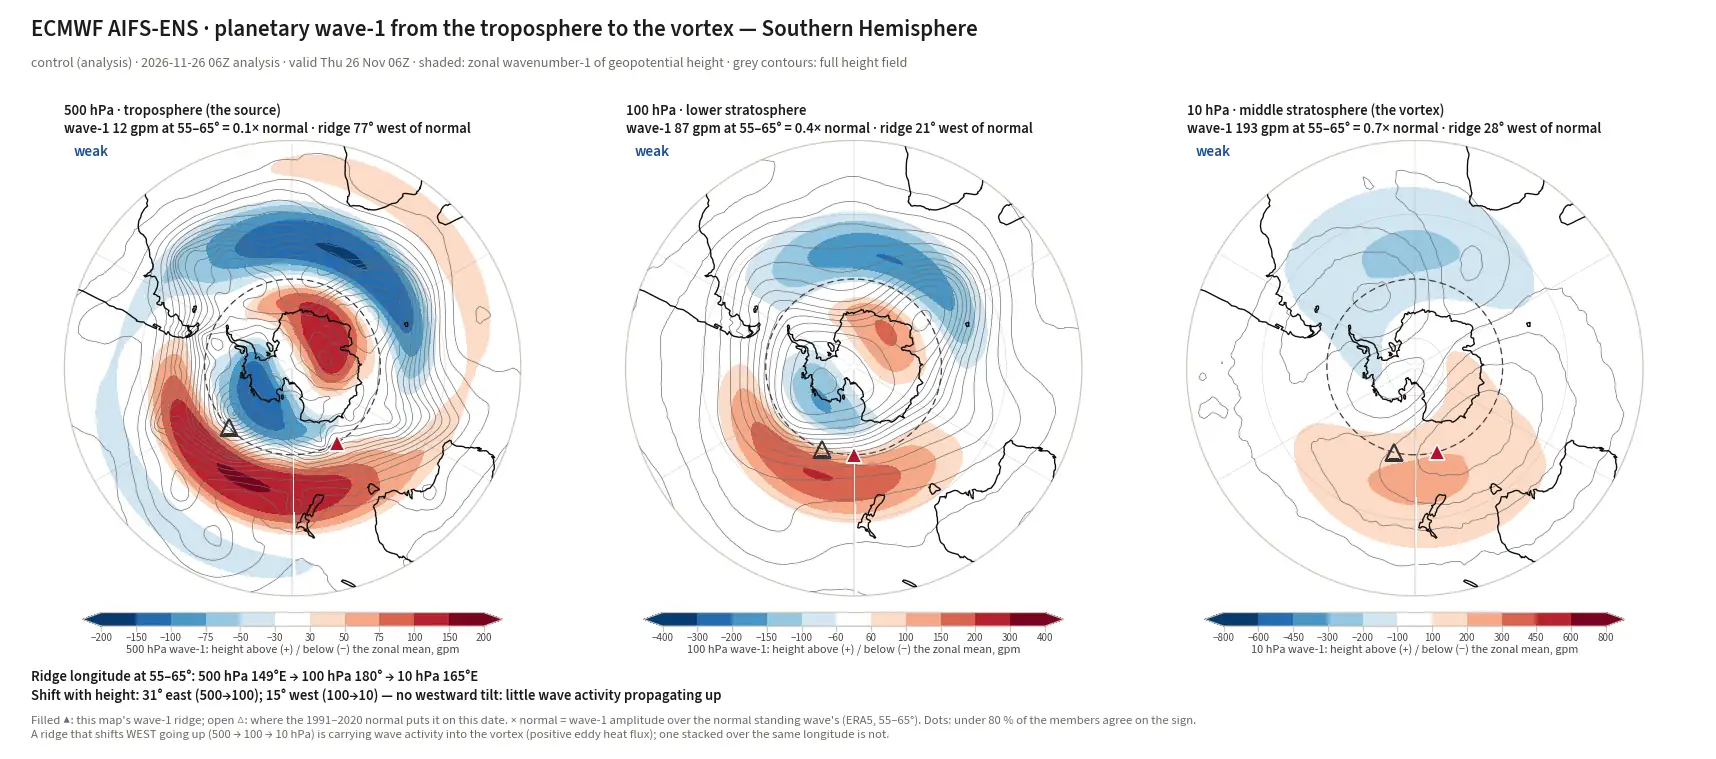 ECMWF AIFS-ENS · planetary wave-1 from the troposphere to the vortex — Southern Hemisphere
control (analysis) · 2026-11-26 06Z analysis · valid Thu 26 Nov 06Z · shaded: zonal wavenumber-1 of geopotential height · grey contours: full height field
500 hPa · troposphere (the source)
wave-1 12 gpm at 55–65° = 0.1× normal · ridge 77° west of normal
weak
100 hPa · lower stratosphere
wave-1 87 gpm at 55–65° = 0.4× normal · ridge 21° west of normal
weak
10 hPa · middle stratosphere (the vortex)
wave-1 193 gpm at 55–65° = 0.7× normal · ridge 28° west of normal
weak
−200 −150 −100 −75 −50 −30 30 50 75 100 150 200
500 hPa wave-1: height above (+) / below (−) the zonal mean, gpm
−400 −300 −200 −150 −100 −60 60 100 150 200 300 400
100 hPa wave-1: height above (+) / below (−) the zonal mean, gpm
−800 −600 −450 −300 −200 −100 100 200 300 450 600 800
10 hPa wave-1: height above (+) / below (−) the zonal mean, gpm
Ridge longitude at 55–65°: 500 hPa 149°E → 100 hPa 180° → 10 hPa 165°E
Shift with height: 31° east (500→100); 15° west (100→10) — no westward tilt: little wave activity propagating up
Filled ▲: this map's wave-1 ridge; open △: where the 1991–2020 normal puts it on this date. × normal = wave-1 amplitude over the normal standing wave's (ERA5, 55–65°). Dots: under 80 % of the members agree on the sign.
A ridge that shifts WEST going up (500 → 100 → 10 hPa) is carrying wave activity into the vortex (positive eddy heat flux); one stacked over the same longitude is not.